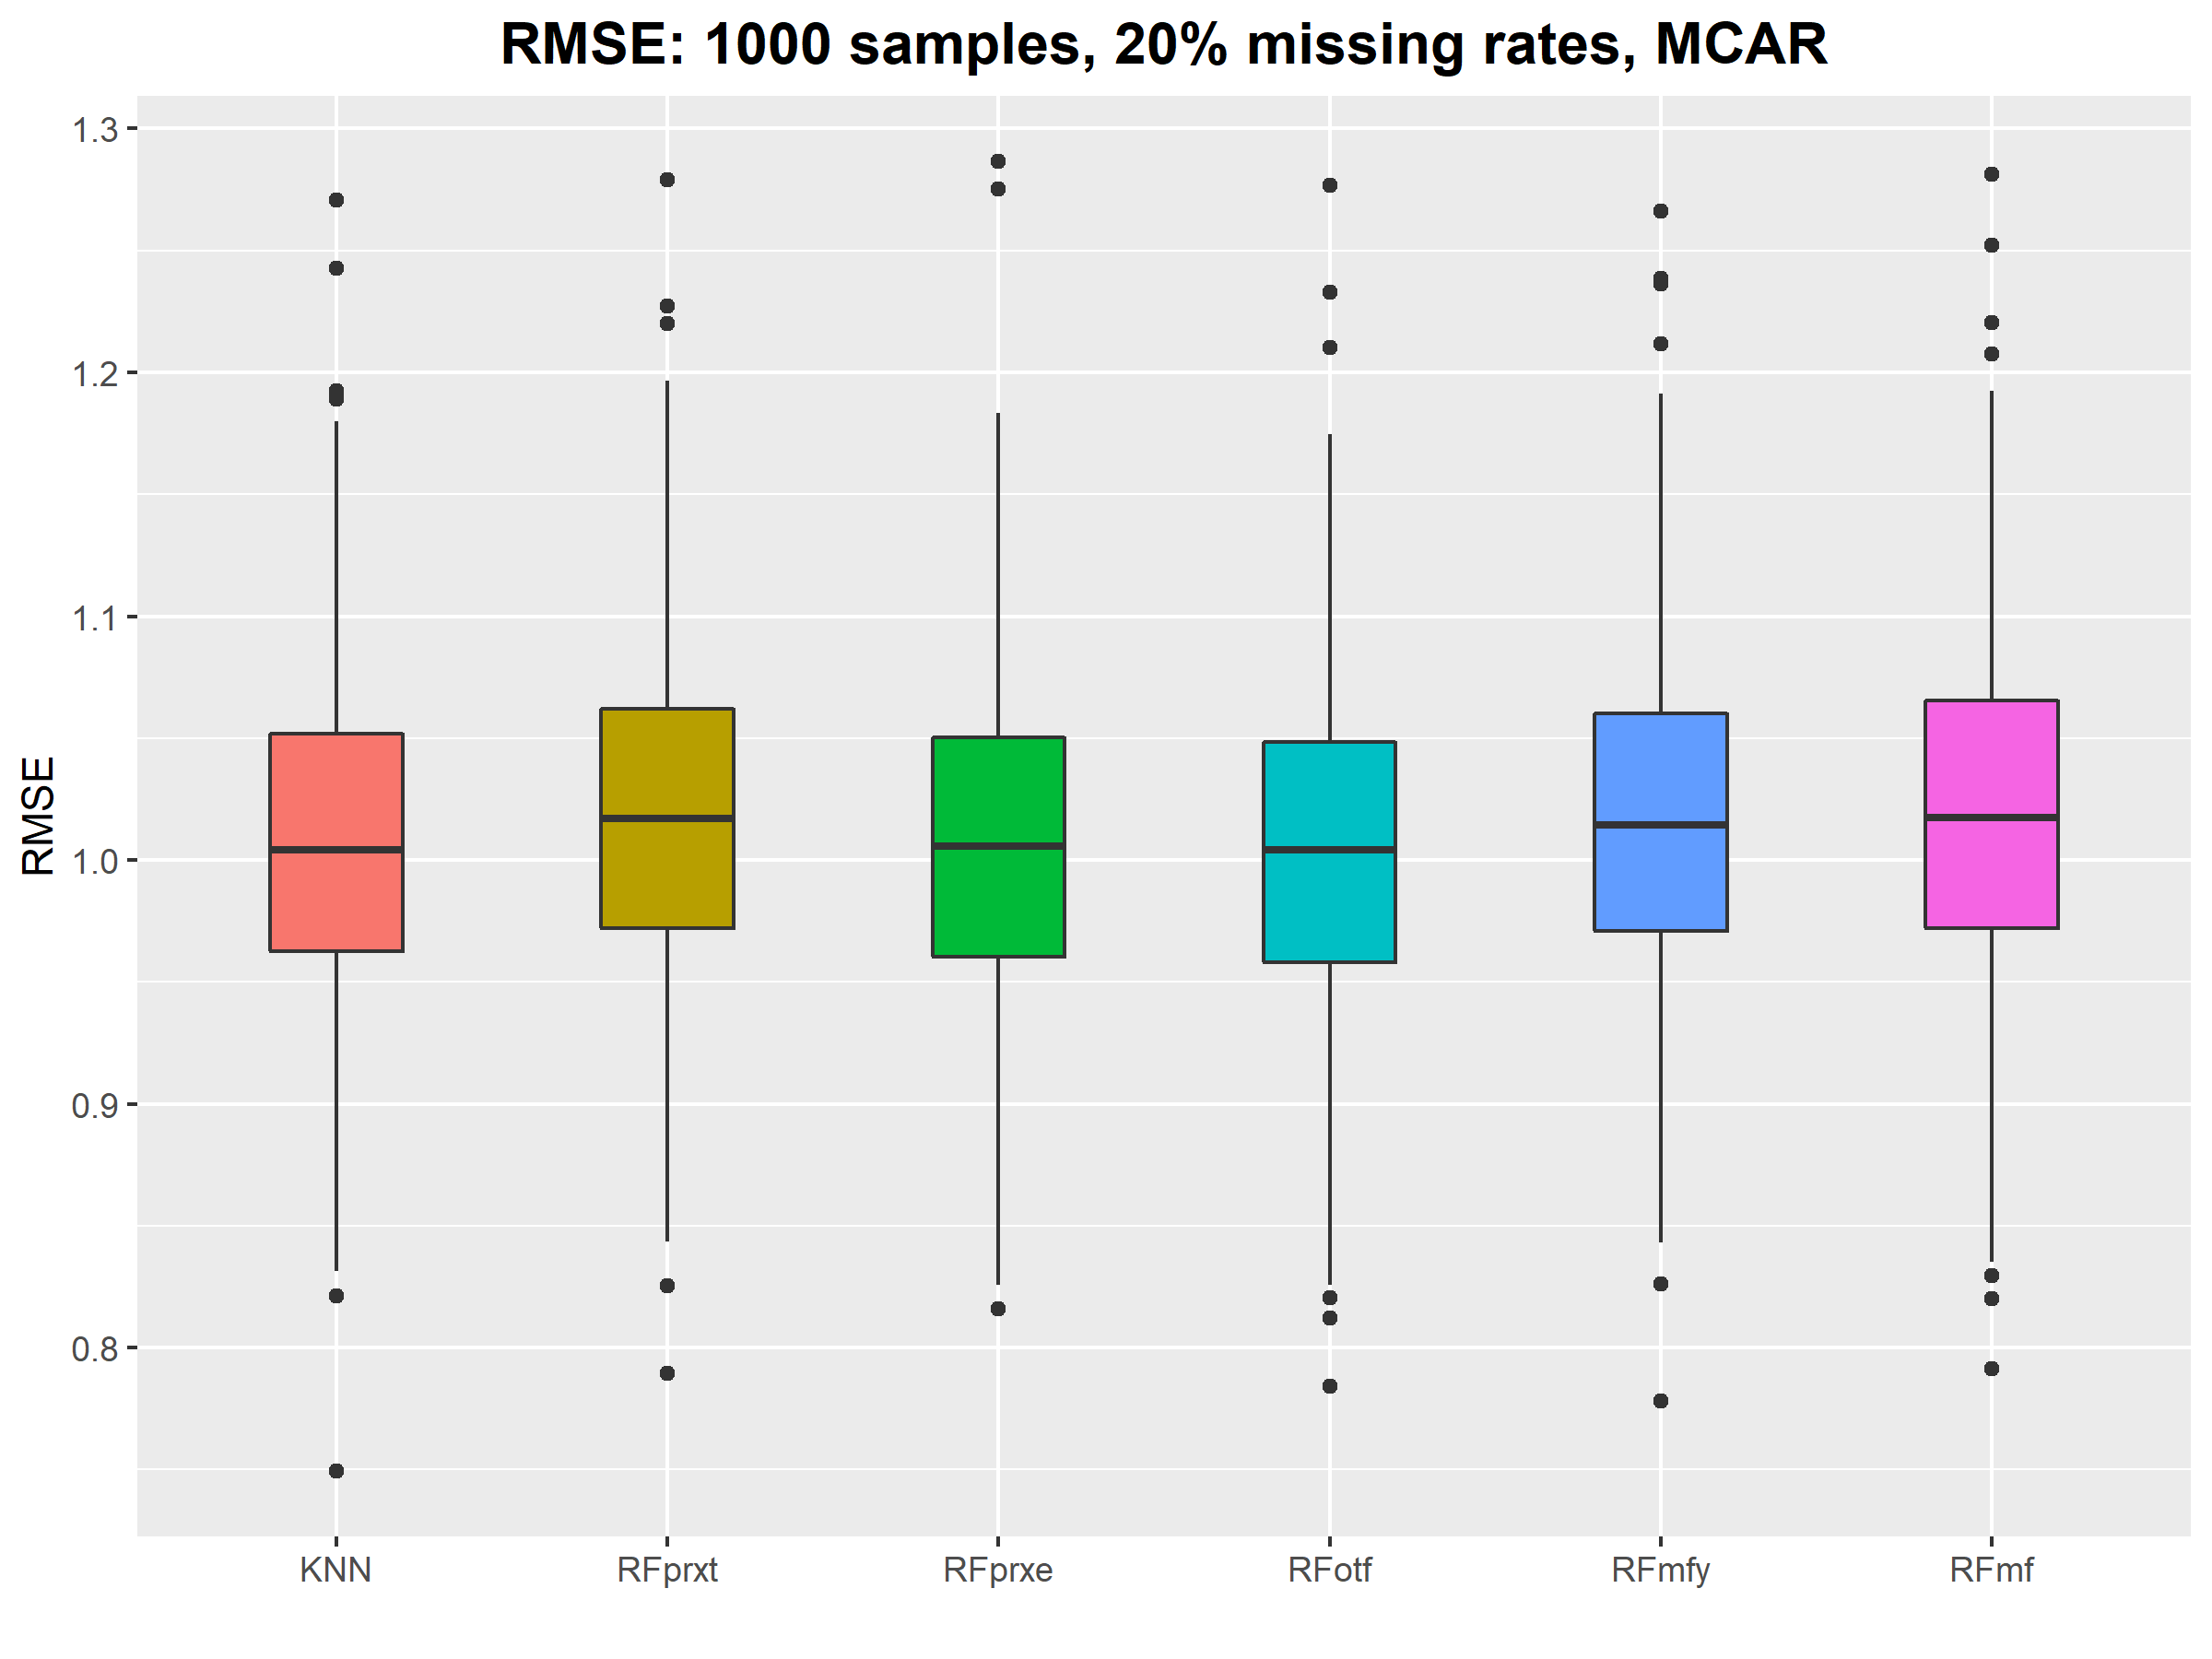 RMSE: 1000 samples, 20% missing rates, MCAR
1.3
1.2
1.1
1.0
0.9
0.8
RMSE
KNN RFprxt RFprxe RFotf RFmfy RFmf